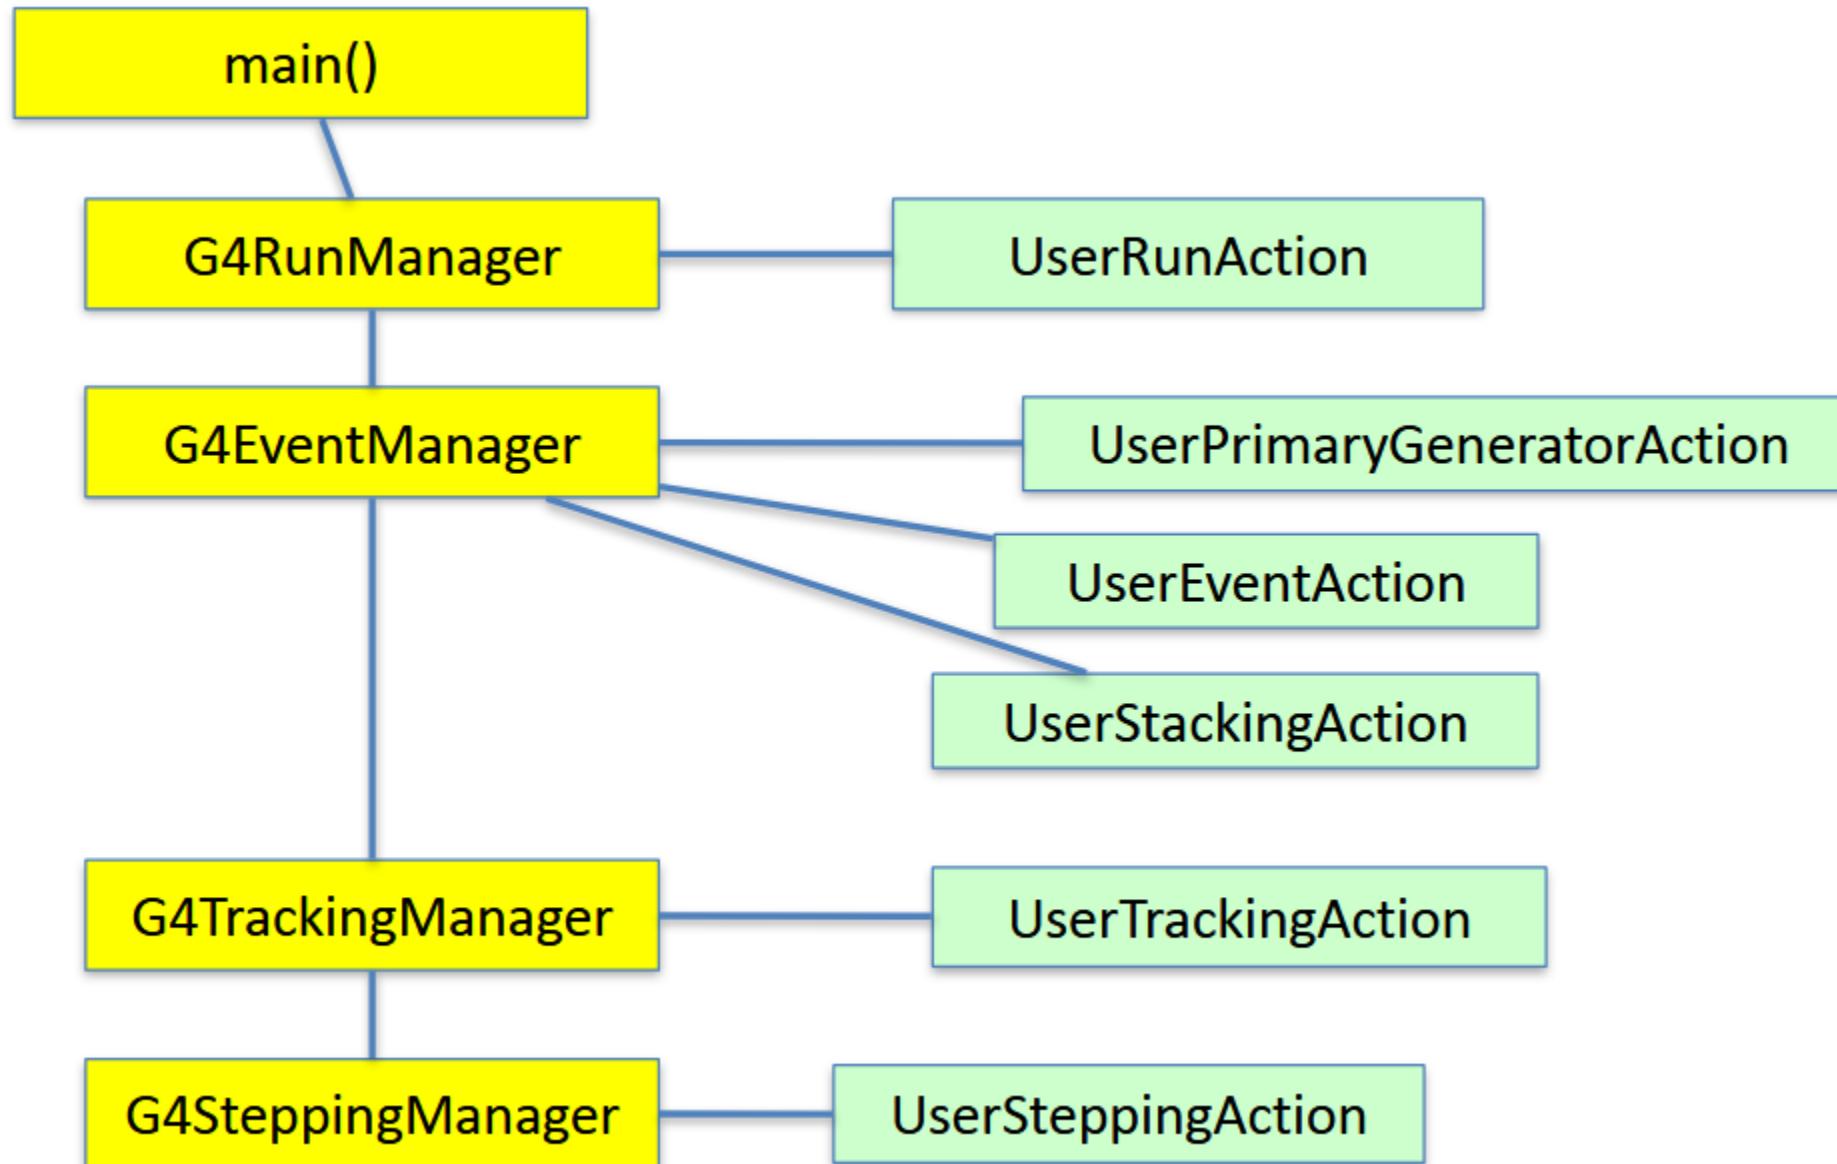 main()
G4RunManager
UserRunAction
G4EventManager
UserPrimaryGeneratorAction
UserEventAction
UserStackingAction
G4TrackingManager
UserTrackingAction
G4SteppingManager
UserSteppingAction